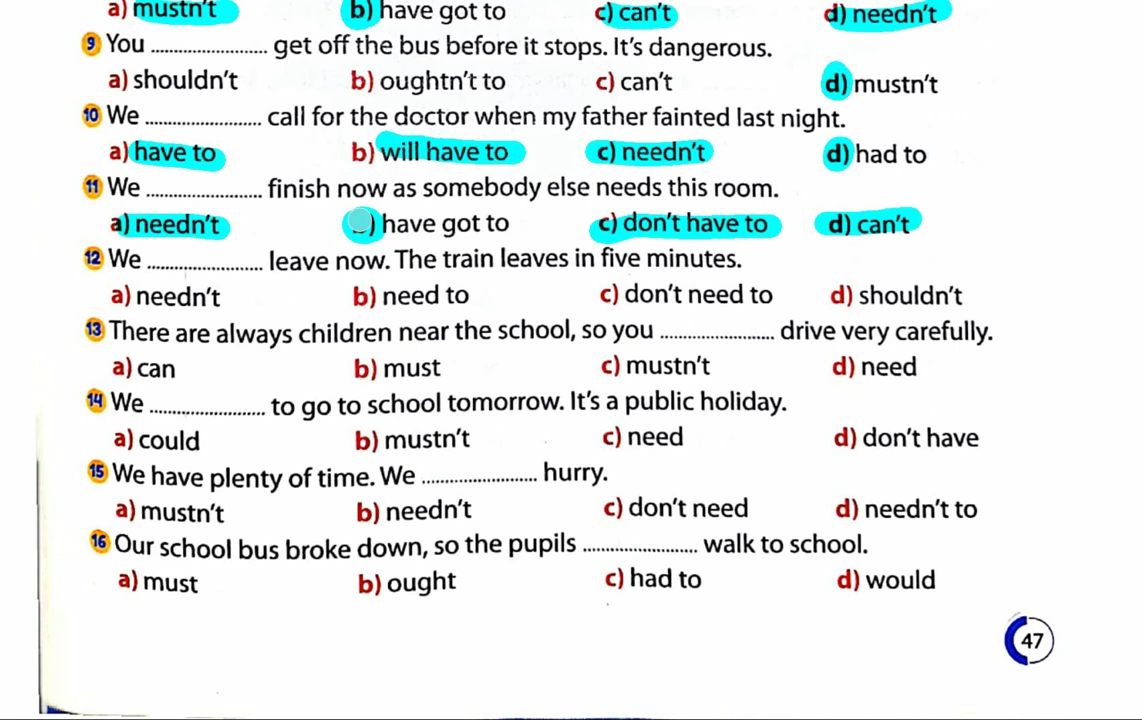 a) mustn't b) have got to c) can't d) needn't
9 You ........................ get off the bus before it stops. It's dangerous.
a) shouldn't b) oughtn't to c) can't d) mustn't
10 We ........................ call for the doctor when my father fainted last night.
a) have to b) will have to c) needn't d) had to
11 We ........................ finish now as somebody else needs this room.
a) needn't ) have got to c) don't have to d) can't
12 We ........................ leave now. The train leaves in five minutes.
a) needn't b) need to c) don't need to d) shouldn't
13 There are always children near the school, so you ........................ drive very carefully.
a) can b) must c) mustn't d) need
14 We ........................ to go to school tomorrow. It's a public holiday.
a) could b) mustn't c) need d) don't have
15 We have plenty of time. We ........................ hurry.
a) mustn't b) needn't c) don't need d) needn't to
16 Our school bus broke down, so the pupils ........................ walk to school.
a) must b) ought c) had to d) would
47